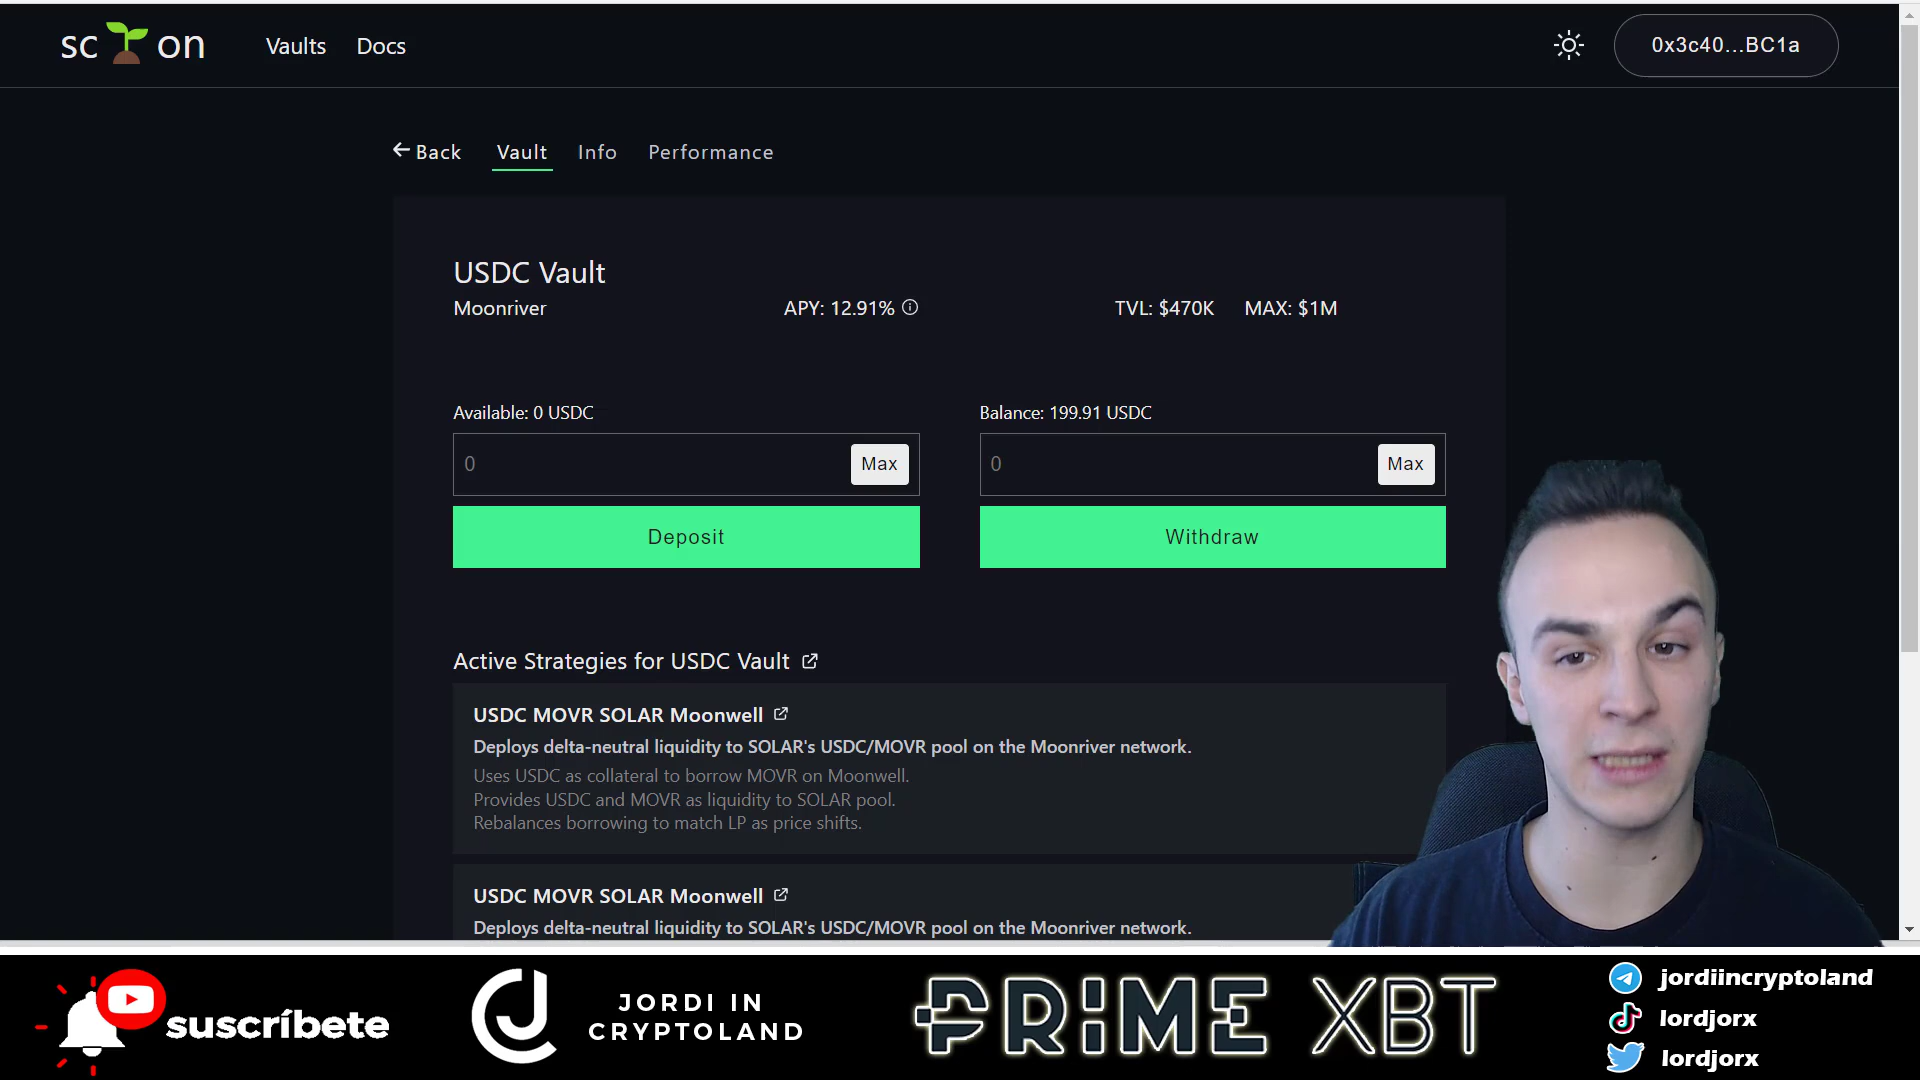 sc on
Vaults
Docs
0x3c40...BC1a
Back
Vault
Info
Performance
USDC Vault
Moonriver
APY: 12.91%
TVL: $470K
MAX: $1M
Available: 0 USDC
Balance: 199.91 USDC
0
Max
0
Max
Deposit
Withdraw
Active Strategies for USDC Vault
USDC MOVR SOLAR Moonwell
Deploys delta-neutral liquidity to SOLAR's USDC/MOVR pool on the Moonriver network.
Uses USDC as collateral to borrow MOVR on Moonwell.
Provides USDC and MOVR as liquidity to SOLAR pool.
Rebalances borrowing to match LP as price shifts.
USDC MOVR SOLAR Moonwell
Deploys delta-neutral liquidity to SOLAR's USDC/MOVR pool on the Moonriver network.
suscríbete
JORDI IN
CRYPTOLAND
PRIME XBT
jordiincryptoland
lordjorx
lordjorx